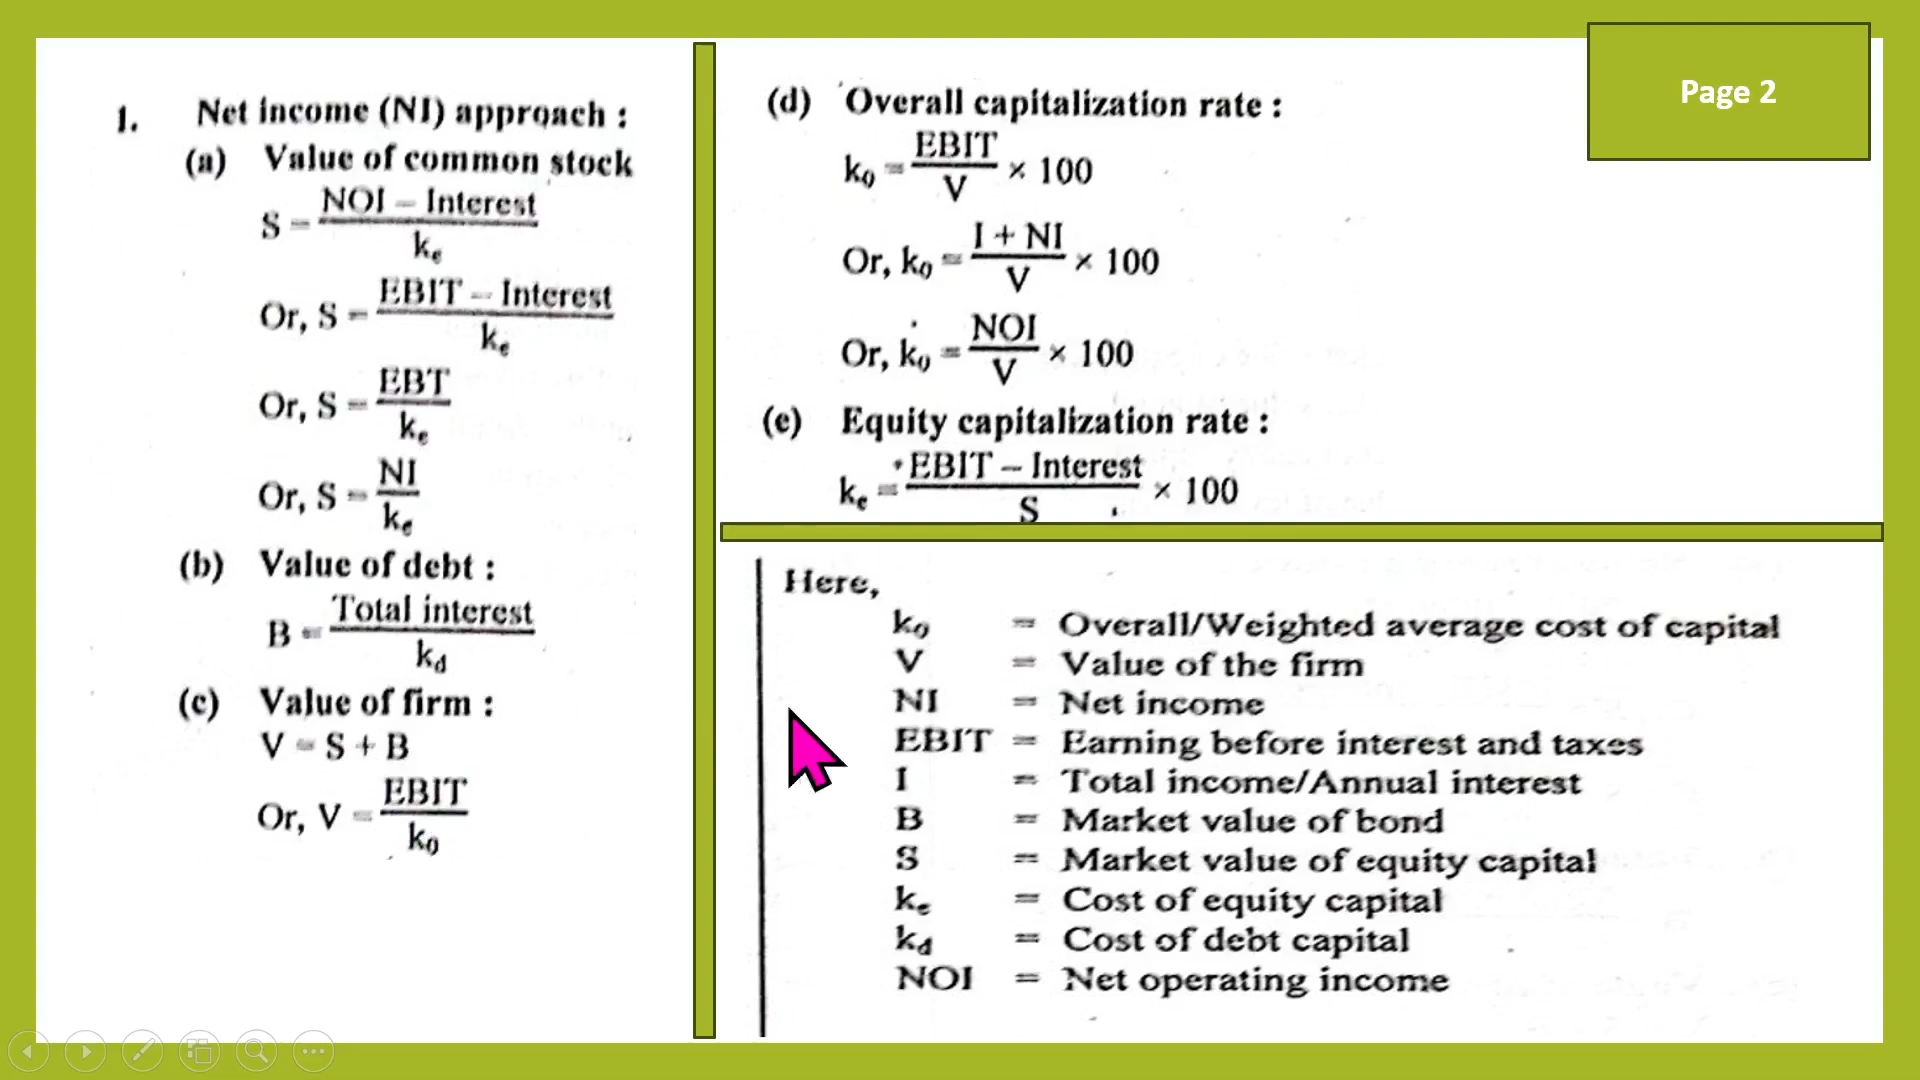 Page 2
1. Net income (NI) approach :
(a) Value of common stock
S = NOI – Interest / kₑ
Or, S = EBIT – Interest / kₑ
Or, S = EBT / kₑ
Or, S = NI / kₑ
(b) Value of debt :
B = Total interest / k_d
(c) Value of firm :
V = S + B
Or, V = EBIT / k₀
(d) Overall capitalization rate :
k₀ = EBIT / V × 100
Or, k₀ = I + NI / V × 100
Or, k₀ = NOI / V × 100
(e) Equity capitalization rate :
kₑ = EBIT – Interest / S × 100
Here,
k₀ = Overall/Weighted average cost of capital
V = Value of the firm
NI = Net income
EBIT = Earning before interest and taxes
I = Total income/Annual interest
B = Market value of bond
S = Market value of equity capital
kₑ = Cost of equity capital
k_d = Cost of debt capital
NOI = Net operating income